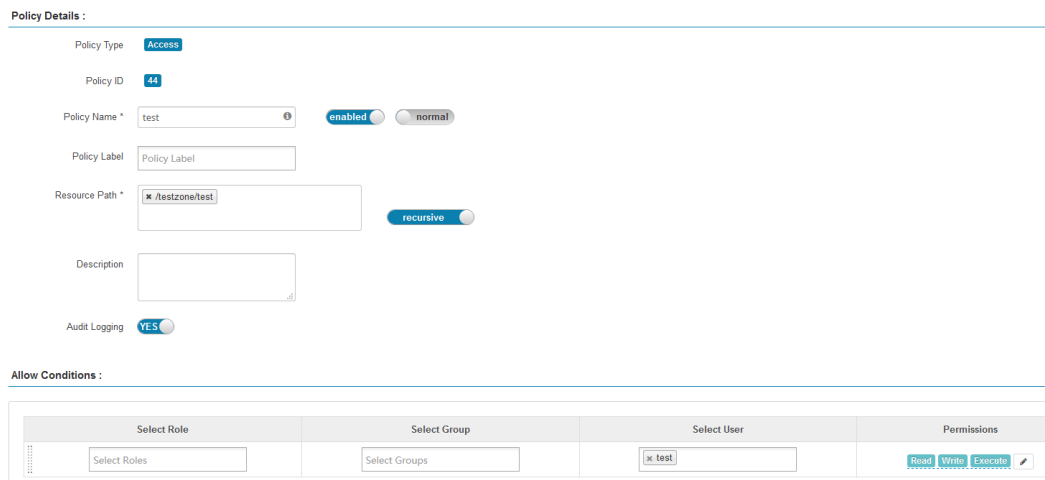 Policy Details :
Policy Type Access
Policy ID 44
Policy Name * test enabled normal
Policy Label Policy Label
Resource Path * × /testzone/test
recursive
Description
Audit Logging YES
Allow Conditions :
Select Role Select Group Select User Permissions
Select Roles Select Groups × test Read Write Execute